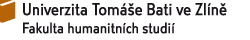 Univerzita Tomáše Bati ve Zlíně
Fakulta humanitních studií